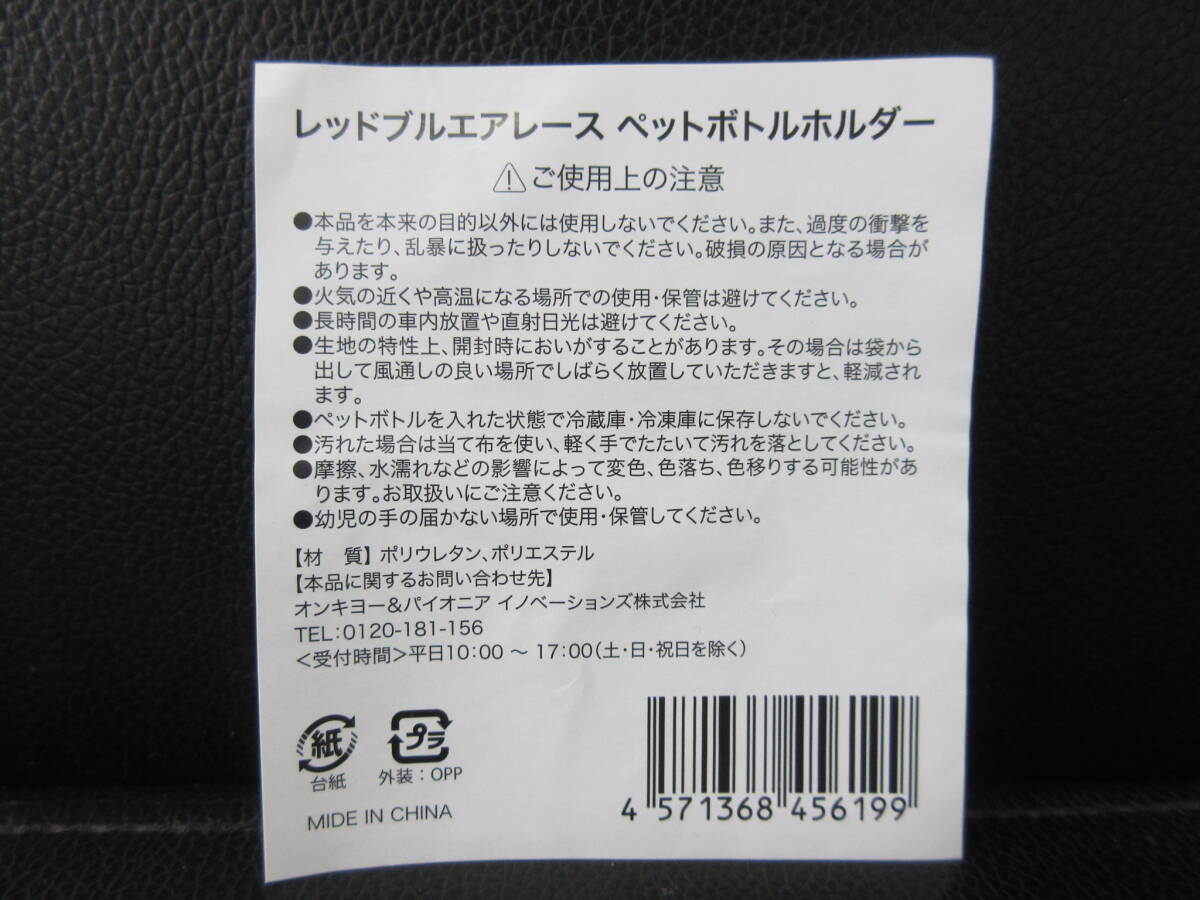 レッドブルエアレース ペットボトルホルダー
⚠ご使用上の注意
●本品を本来の目的以外には使用しないでください。また、過度の衝撃を
与えたり、乱暴に扱ったりしないでください。破損の原因となる場合が
あります。
●火気の近くや高温になる場所での使用・保管は避けてください。
●長時間の車内放置や直射日光は避けてください。
●生地の特性上、開封時においがすることがあります。その場合は袋から
出して風通しの良い場所でしばらく放置していただきますと、軽減され
ます。
●ペットボトルを入れた状態で冷蔵庫・冷凍庫に保存しないでください。
●汚れた場合は当て布を使い、軽く手でたたいて汚れを落としてください。
●摩擦、水濡れなどの影響によって変色、色落ち、色移りする可能性があ
ります。お取扱いにご注意ください。
●幼児の手の届かない場所で使用・保管してください。
【材　質】ポリウレタン、ポリエステル
【本品に関するお問い合わせ先】
オンキヨー&パイオニア イノベーションズ株式会社
TEL：0120-181-156
＜受付時間＞平日10：00 ～ 17：00（土・日・祝日を除く）
紙
台紙
プラ
外装：OPP
MIDE IN CHINA
4 571368 456199